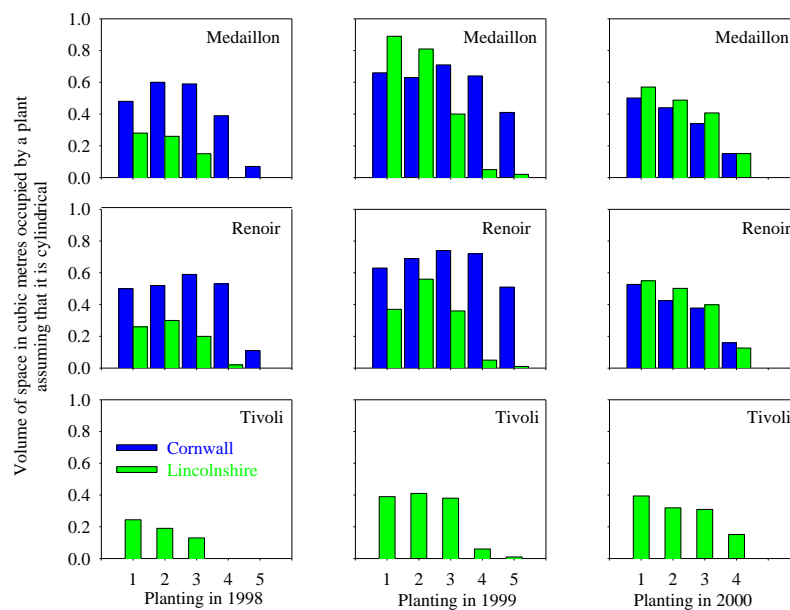 Volume of space in cubic metres occupied by a plant
assuming that it is cylindrical
1.0
0.8
0.6
0.4
0.2
0.0
Medaillon
Medaillon
Medaillon
1.0
0.8
0.6
0.4
0.2
0.0
Renoir
Renoir
Renoir
1.0
0.8
0.6
0.4
0.2
0.0
Tivoli
Cornwall
Lincolnshire
Tivoli
Tivoli
1 2 3 4 5
1 2 3 4 5
1 2 3 4
Planting in 1998
Planting in 1999
Planting in 2000